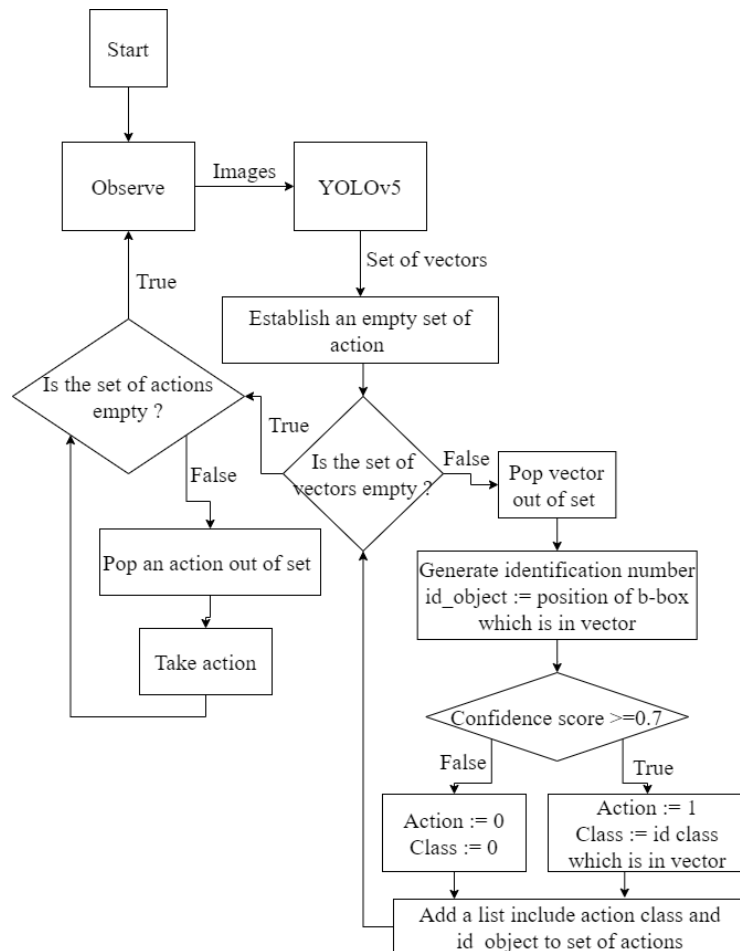 Start
Observe
Images
YOLOv5
Set of vectors
True
Establish an empty set of
action
Is the set of actions
empty ?
True
Is the set of
vectors empty ?
False
Pop vector
out of set
False
Pop an action out of set
Generate identification number
id_object := position of b-box
which is in vector
Take action
Confidence score >=0.7
False
True
Action := 0
Class := 0
Action := 1
Class := id class
which is in vector
Add a list include action class and
id_object to set of actions